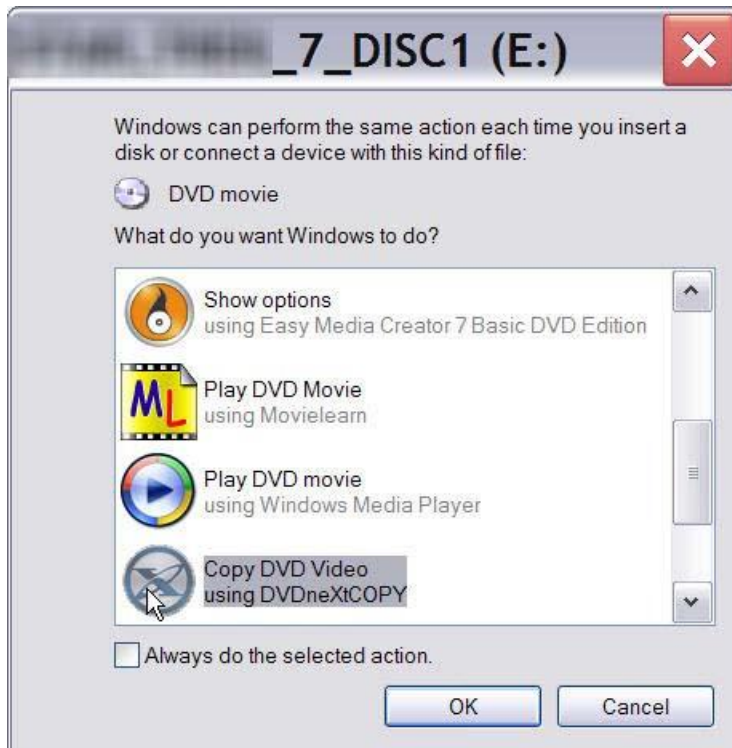 _7_DISC1 (E:)
Windows can perform the same action each time you insert a
disk or connect a device with this kind of file:
DVD movie
What do you want Windows to do?
Show options
using Easy Media Creator 7 Basic DVD Edition
ML
Play DVD Movie
using Movielearn
Play DVD movie
using Windows Media Player
Copy DVD Video
using DVDneXtCOPY
Always do the selected action.
OK
Cancel